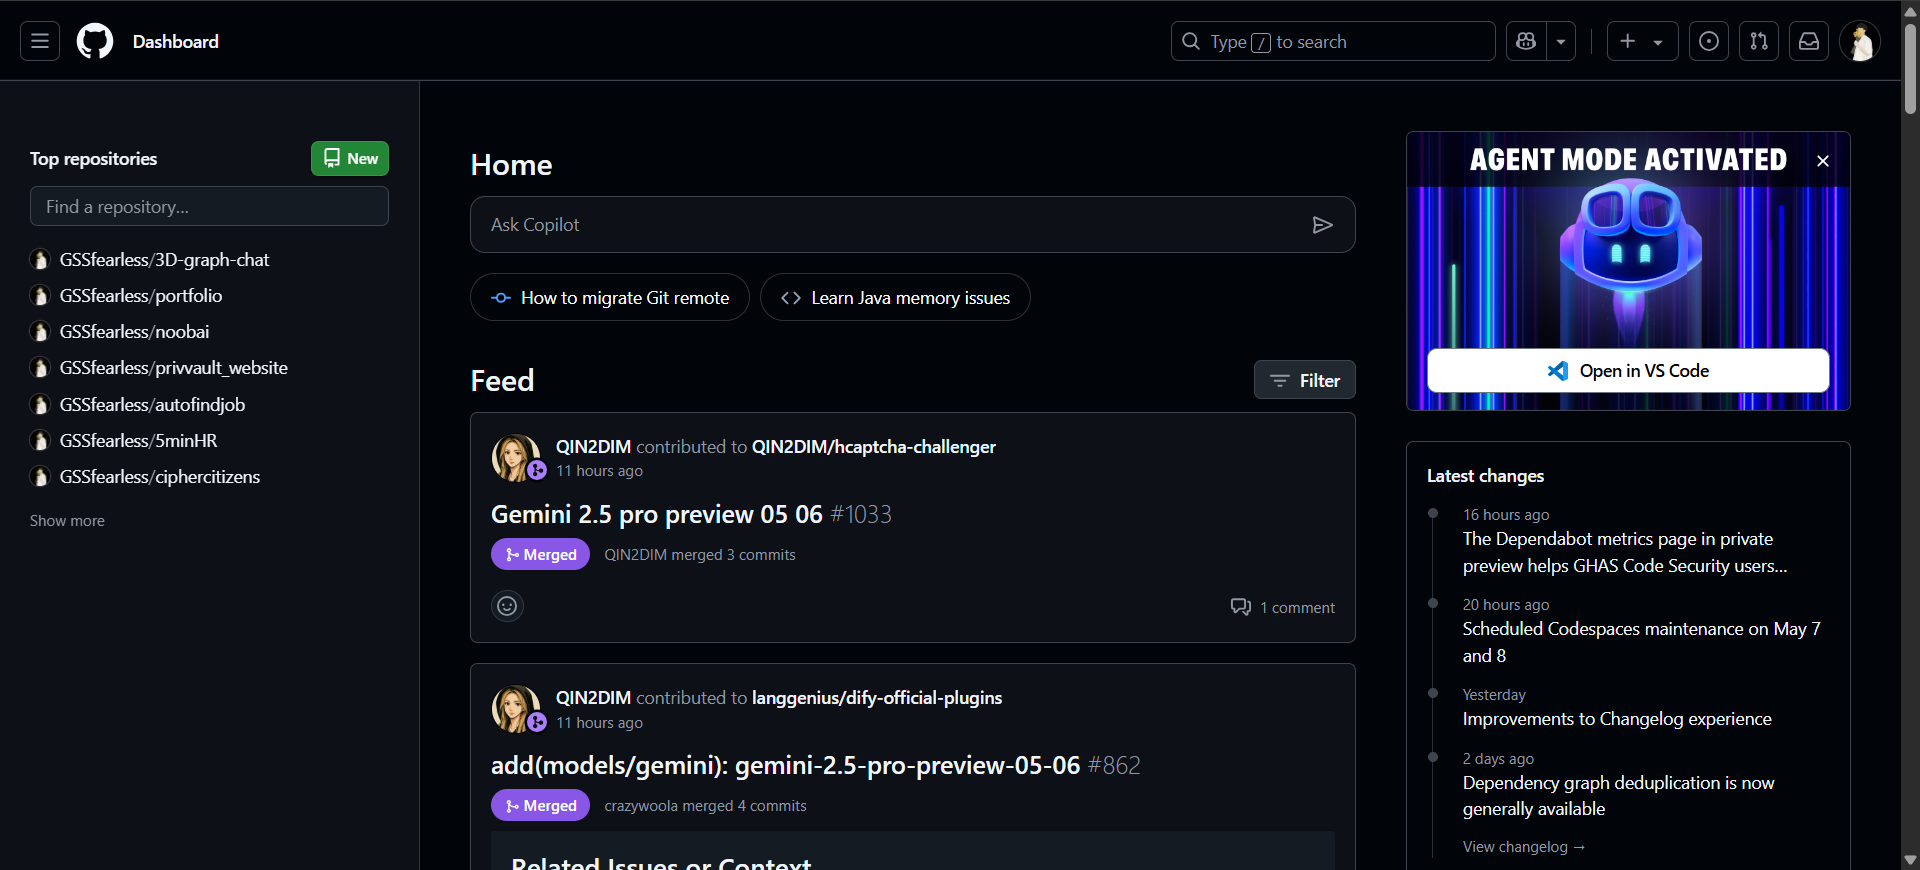 Dashboard
Type / to search
Top repositories
New
Find a repository...
GSSfearless/3D-graph-chat
GSSfearless/portfolio
GSSfearless/noobai
GSSfearless/privvault_website
GSSfearless/autofindjob
GSSfearless/5minHR
GSSfearless/ciphercitizens
Show more
Home
Ask Copilot
How to migrate Git remote
Learn Java memory issues
Feed
Filter
QIN2DIM contributed to QIN2DIM/hcaptcha-challenger
11 hours ago
Gemini 2.5 pro preview 05 06 #1033
Merged
QIN2DIM merged 3 commits
1 comment
QIN2DIM contributed to langgenius/dify-official-plugins
11 hours ago
add(models/gemini): gemini-2.5-pro-preview-05-06 #862
Merged
crazywoola merged 4 commits
Related Issues or Context
AGENT MODE ACTIVATED
Open in VS Code
Latest changes
16 hours ago
The Dependabot metrics page in private
preview helps GHAS Code Security users...
20 hours ago
Scheduled Codespaces maintenance on May 7
and 8
Yesterday
Improvements to Changelog experience
2 days ago
Dependency graph deduplication is now
generally available
View changelog →